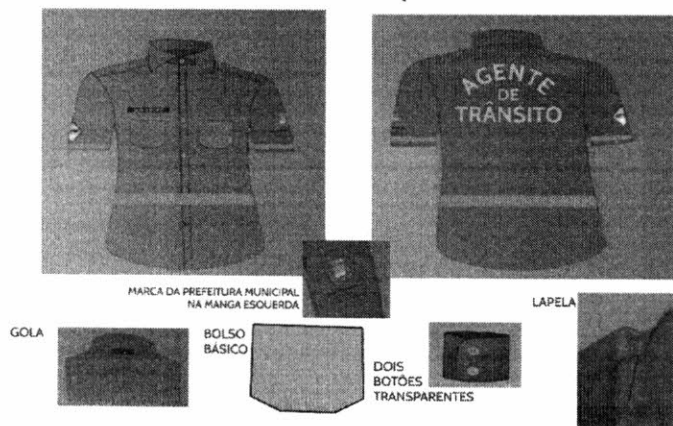 AGENTE
DE
TRÂNSITO
MARCA DA PREFEITURA MUNICIPAL
NA MANGA ESQUERDA
GOLA
BOLSO
BÁSICO
DOIS
BOTÕES
TRANSPARENTES
LAPELA